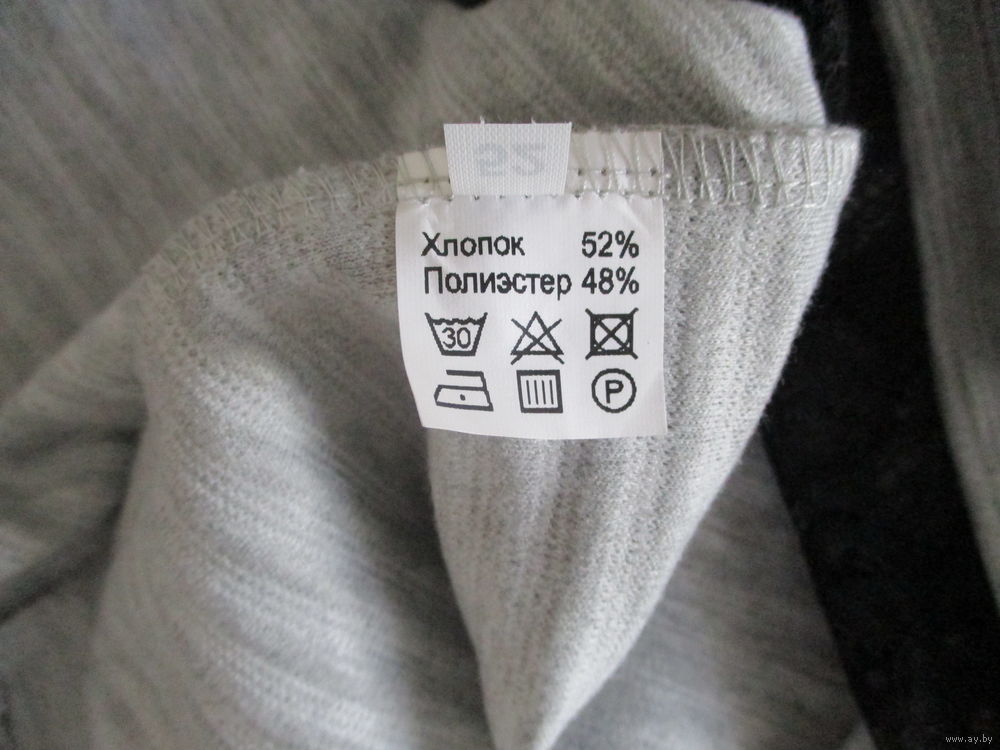 Хлопок 52%
Полиэстер 48%
30
P
www.ay.by